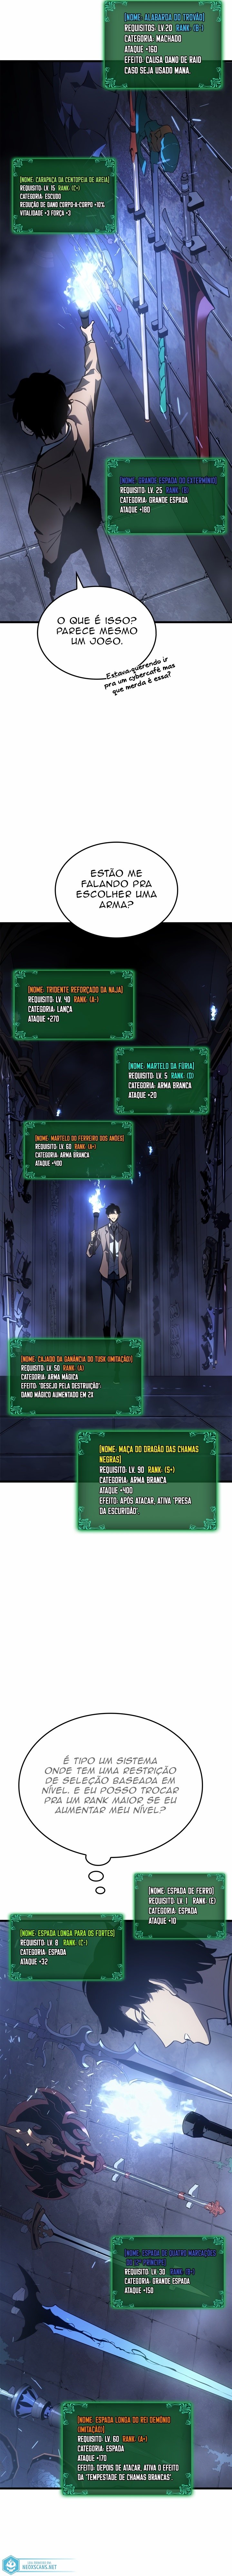 [NOME: ALABARDA DO TROVÃO]
REQUISITOS: LV.20 RANK: (B-)
CATEGORIA: MACHADO
ATAQUE +160
EFEITO: CAUSA DANO DE RAIO
CASO SEJA USADO MANA.
[NOME: CARAPAÇA DA CENTOPEIA DE AREIA]
REQUISITO: LV. 15 RANK: (C+)
CATEGORIA: ESCUDO
REDUÇÃO DE DANO CORPO-A-CORPO +10%
VITALIDADE +3 FORÇA +3
[NOME: GRANDE ESPADA DO EXTERMÍNIO]
REQUISITO: LV. 25 RANK: (B)
CATEGORIA: GRANDE ESPADA
ATAQUE +180
O QUE É ISSO?
PARECE MESMO
UM JOGO.
Estava querendo ir
pra um cybercafé mas
que merda é essa?
ESTÃO ME
FALANDO PRA
ESCOLHER UMA
ARMA?
[NOME: TRIDENTE REFORÇADO DA NAJA]
REQUISITO: LV. 40 RANK: (A-)
CATEGORIA: LANÇA
ATAQUE +270
[NOME: MARTELO DA FÚRIA]
REQUISITO: LV. 5 RANK: (D)
CATEGORIA: ARMA BRANCA
ATAQUE +20
[NOME: MARTELO DO FERREIRO DOS ANÕES]
REQUISITO: LV. 60 RANK: (A+)
CATEGORIA: ARMA BRANCA
ATAQUE +400
[NOME: CAJADO DA GANÂNCIA DO TUSK (IMITAÇÃO)]
REQUISITO: LV. 50 RANK: (A)
CATEGORIA: ARMA MÁGICA
EFEITO: "DESEJO PELA DESTRUIÇÃO":
DANO MÁGICO AUMENTADO EM 2X
[NOME: MAÇA DO DRAGÃO DAS CHAMAS
NEGRAS]
REQUISITO: LV. 90 RANK: (S+)
CATEGORIA: ARMA BRANCA
ATAQUE +400
EFEITO: APÓS ATACAR, ATIVA "PRESA
DA ESCURIDÃO".
É TIPO UM SISTEMA
ONDE TEM UMA RESTRIÇÃO
DE SELEÇÃO BASEADA EM
NÍVEL. E EU POSSO TROCAR
PRA UM RANK MAIOR SE EU
AUMENTAR MEU NÍVEL?
[NOME: ESPADA DE FERRO]
REQUISITO: LV. 1 RANK: (E)
CATEGORIA: ESPADA
ATAQUE +10
[NOME: ESPADA LONGA PARA OS FORTES]
REQUISITO: LV. 8 RANK: (C-)
CATEGORIA: ESPADA
ATAQUE +32
[NOME: ESPADA DE QUATRO
REQUISITO: LV. 30
CATEGORIA: GRANDE ESPADA
ATAQUE +150
[NOME: ESPADA LONGA DO REI DEMÔNIO
(IMITAÇÃO)]
REQUISITO: LV. 60 RANK: (A+)
CATEGORIA: ESPADA
ATAQUE +170
EFEITO: DEPOIS DE ATACAR, ATIVA O EFEITO
DA "TEMPESTADE DE CHAMAS BRANCAS".
NEOXSCANS.NET